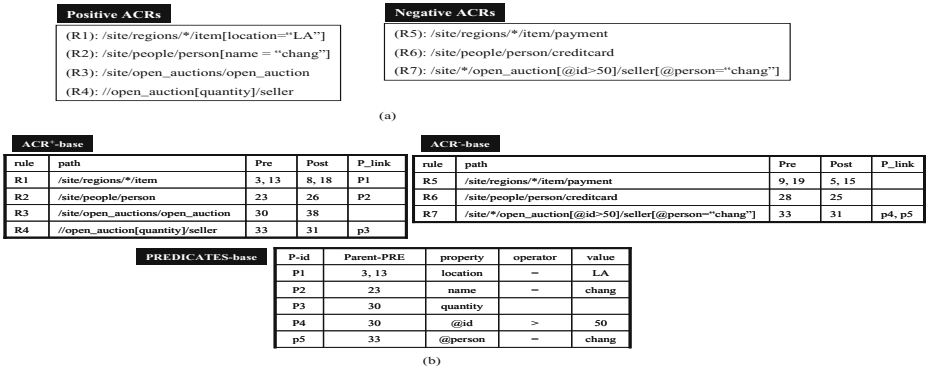 Positive ACRs
(R1): /site/regions/*/item[location=“LA”]
(R2): /site/people/person[name = “chang”]
(R3): /site/open_auctions/open_auction
(R4): //open_auction[quantity]/seller
Negative ACRs
(R5): /site/regions/*/item/payment
(R6): /site/people/person/creditcard
(R7): /site/*/open_auction[@id>50]/seller[@person=“chang”]
(a)
ACR⁺-base
rule path Pre Post P_link
R1 /site/regions/*/item 3, 13 8, 18 P1
R2 /site/people/person 23 26 P2
R3 /site/open_auctions/open_auction 30 38
R4 //open_auction[quantity]/seller 33 31 p3
ACR⁻-base
rule path Pre Post P_link
R5 /site/regions/*/item/payment 9, 19 5, 15
R6 /site/people/person/creditcard 28 25
R7 /site/*/open_auction[@id>50]/seller[@person=“chang”] 33 31 p4, p5
PREDICATES-base
P-id Parent-PRE property operator value
P1 3, 13 location = LA
P2 23 name = chang
P3 30 quantity
P4 30 @id > 50
p5 33 @person = chang
(b)